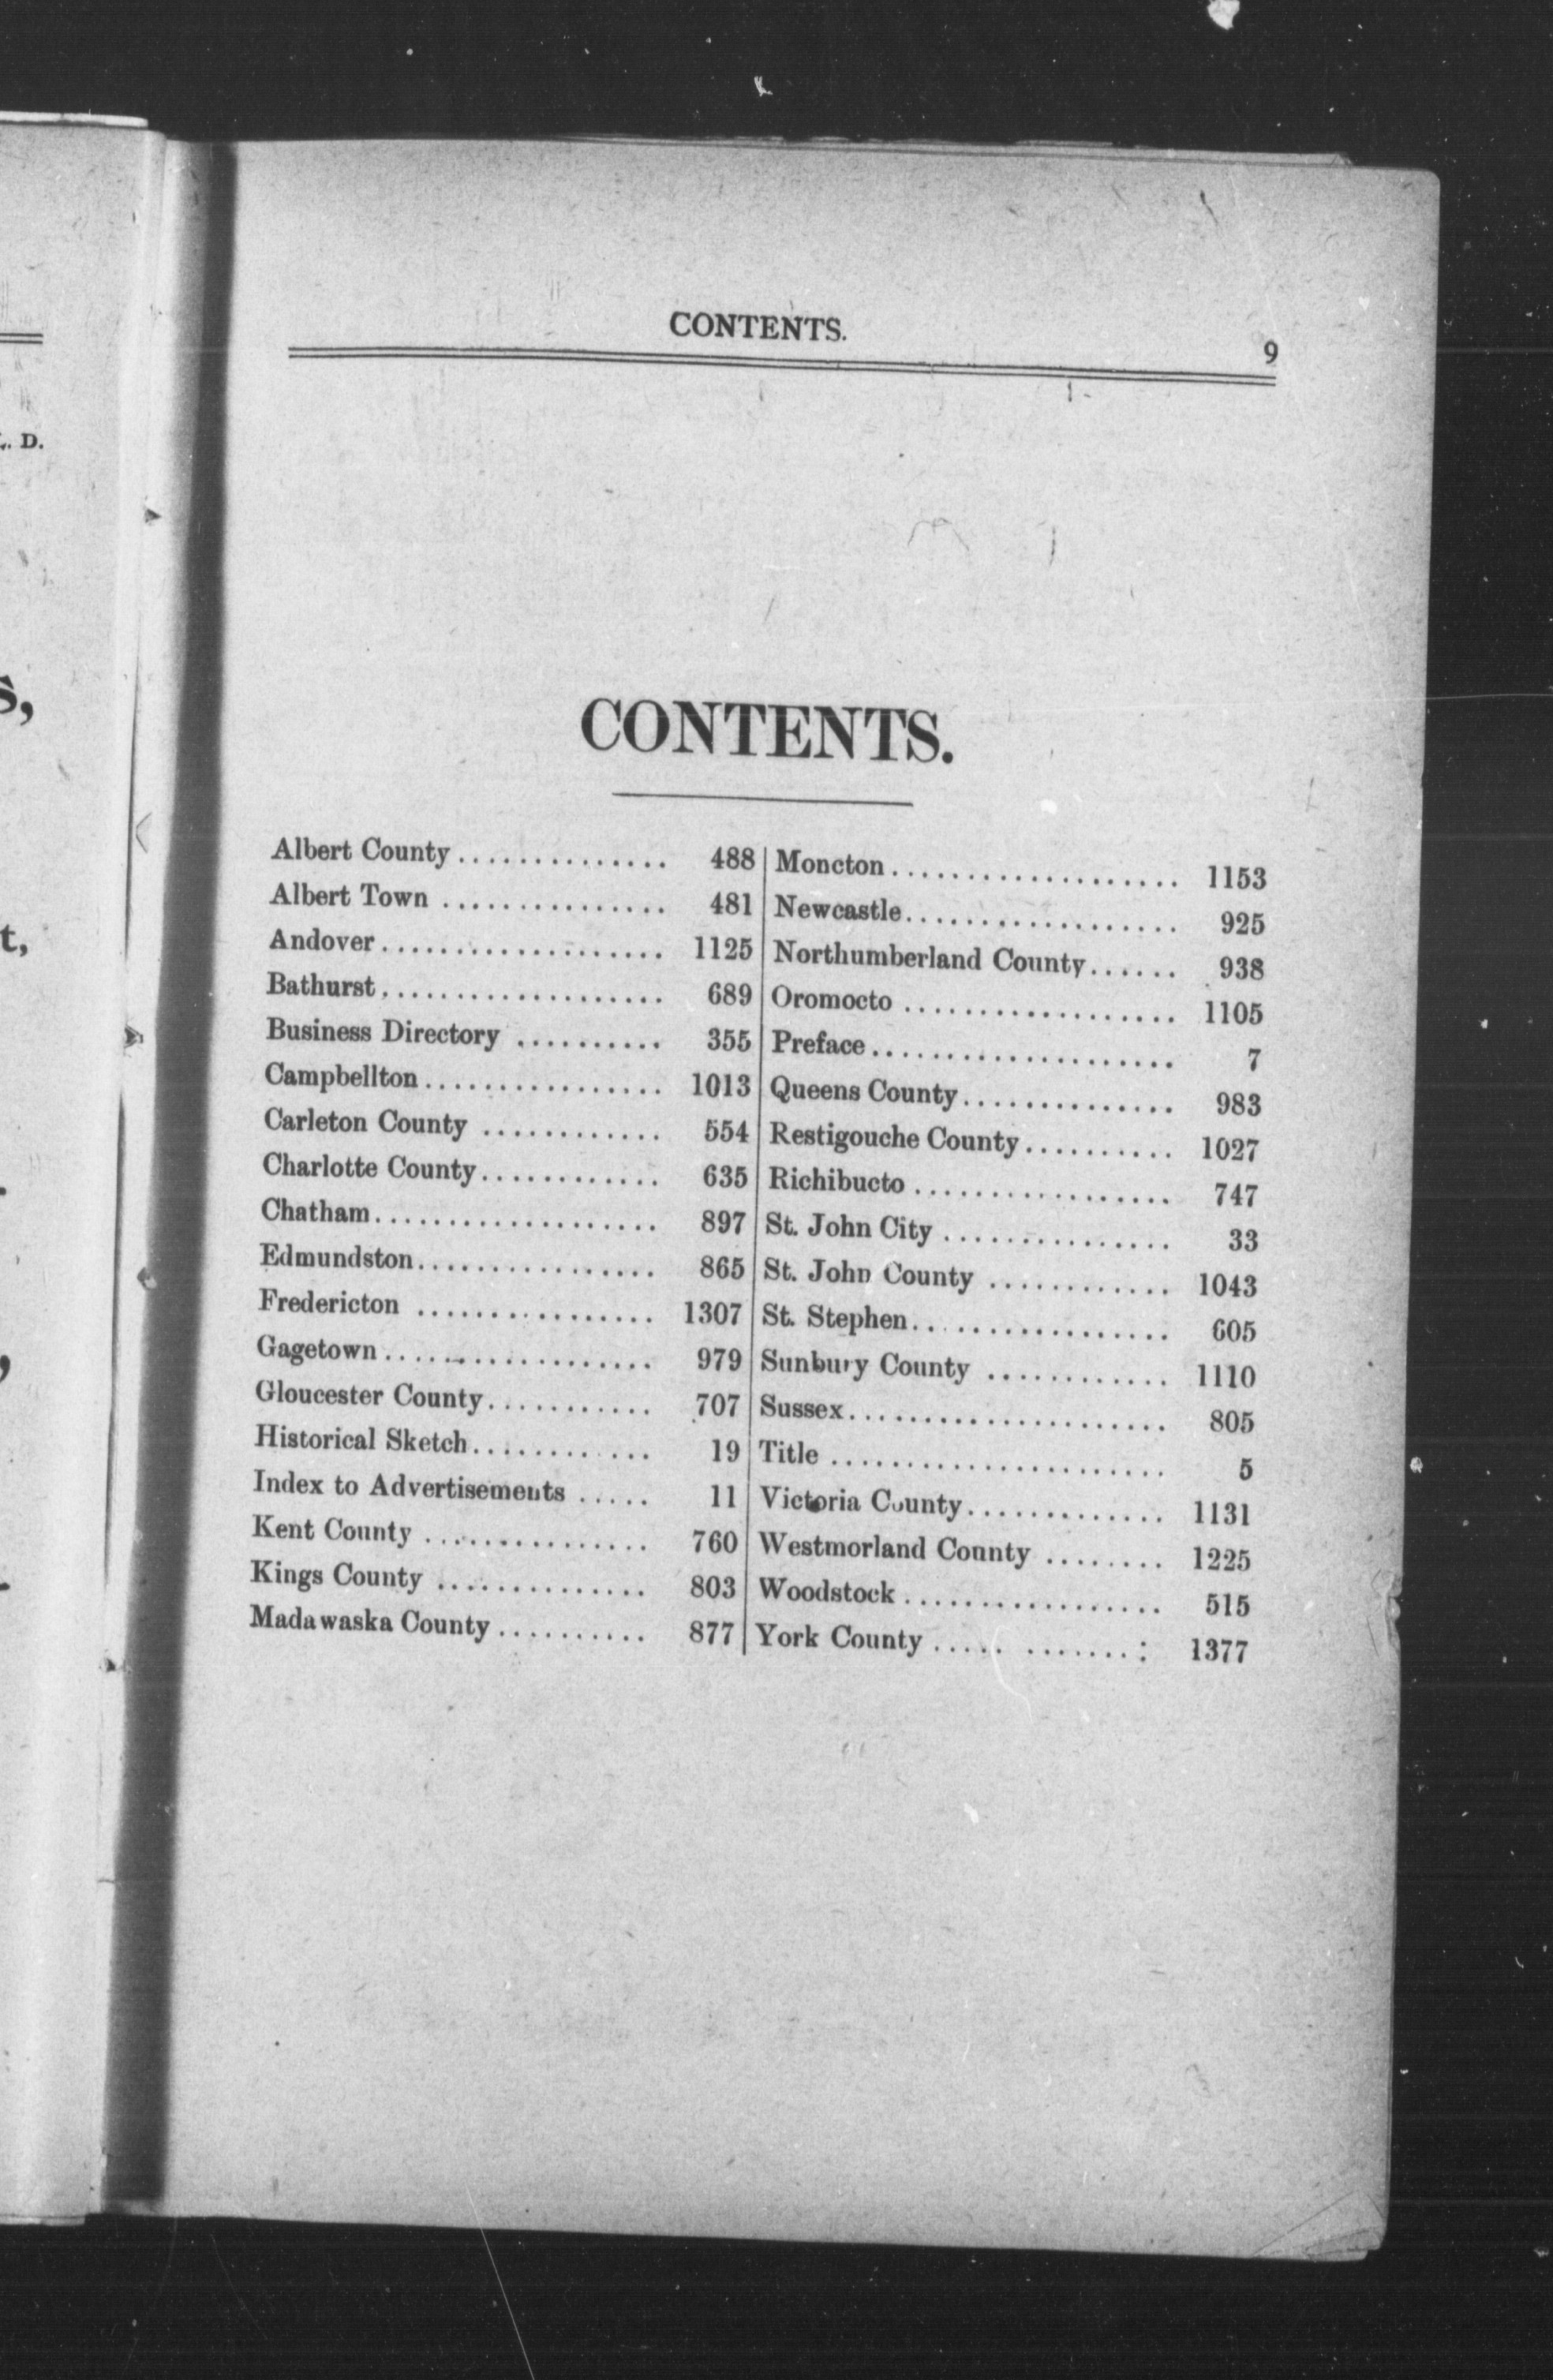 L. D.
s,
t,
CONTENTS.
9
CONTENTS.
Albert County.............. 488
Albert Town ............... 481
Andover................... 1125
Bathurst................... 689
Business Directory .......... 355
Campbellton................ 1013
Carleton County ............ 554
Charlotte County............ 635
Chatham................... 897
Edmundston................ 865
Fredericton ................ 1307
Gagetown.................. 979
Gloucester County........... 707
Historical Sketch............ 19
Index to Advertisements ..... 11
Kent County ............... 760
Kings County .............. 803
Madawaska County.......... 877
Moncton................... 1153
Newcastle.................. 925
Northumberland County...... 938
Oromocto .................. 1105
Preface.................... 7
Queens County.............. 983
Restigouche County.......... 1027
Richibucto ................. 747
St. John City ............... 33
St. John County ............ 1043
St. Stephen................. 605
Sunbury County ............ 1110
Sussex..................... 805
Title ...................... 5
Victoria County............. 1131
Westmorland County ........ 1225
Woodstock ................. 515
York County ..... .......: 1377